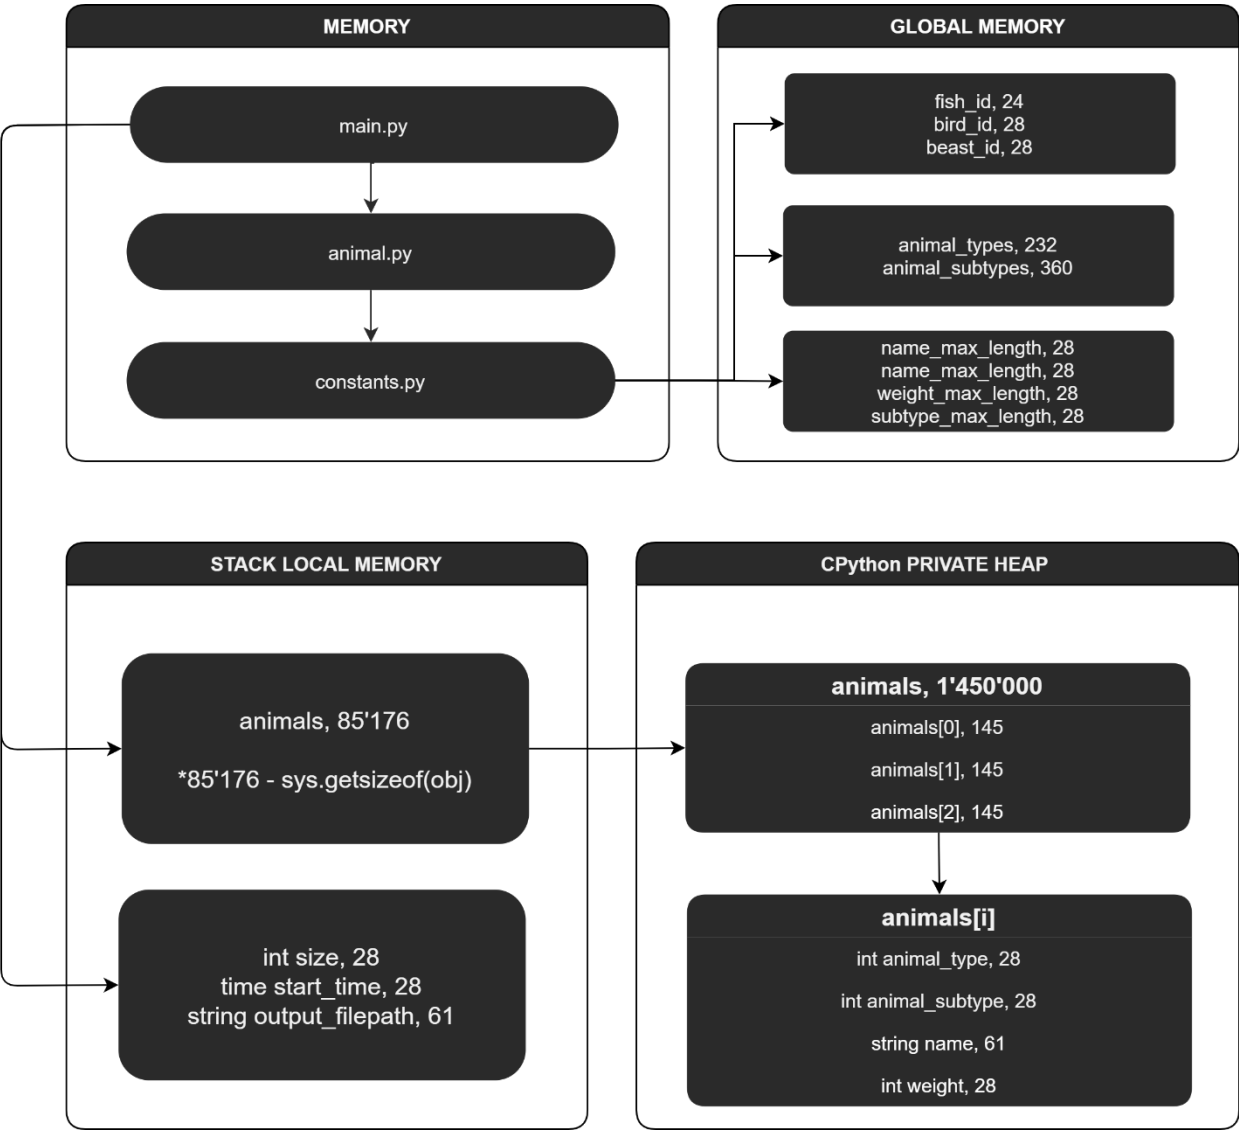 MEMORY
main.py
animal.py
constants.py
GLOBAL MEMORY
fish_id, 24
bird_id, 28
beast_id, 28
animal_types, 232
animal_subtypes, 360
name_max_length, 28
name_max_length, 28
weight_max_length, 28
subtype_max_length, 28
STACK LOCAL MEMORY
animals, 85'176
*85'176 - sys.getsizeof(obj)
int size, 28
time start_time, 28
string output_filepath, 61
CPython PRIVATE HEAP
animals, 1'450'000
animals[0], 145
animals[1], 145
animals[2], 145
animals[i]
int animal_type, 28
int animal_subtype, 28
string name, 61
int weight, 28